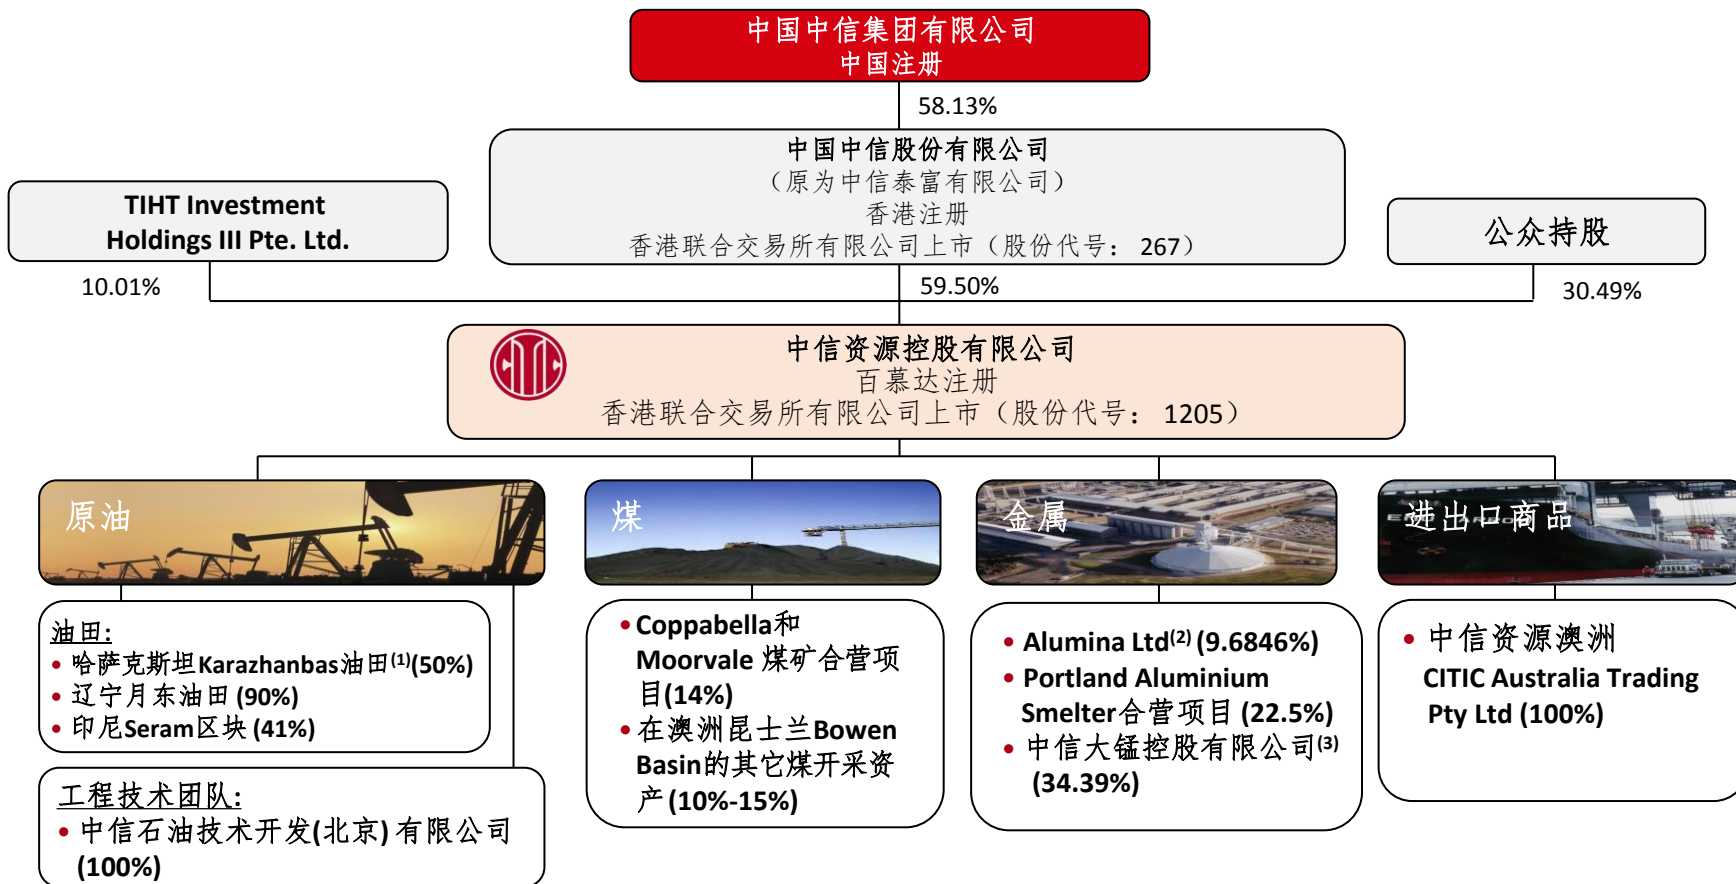 中国中信集团有限公司
中国注册
58.13%
中国中信股份有限公司
（原为中信泰富有限公司）
香港注册
香港联合交易所有限公司上市（股份代号： 267）
TIHT Investment
Holdings III Pte. Ltd.
公众持股
10.01%
59.50%
30.49%
CITIC
中信资源控股有限公司
百慕达注册
香港联合交易所有限公司上市（股份代号： 1205）
原油
煤
金属
进出口商品
油田:
• 哈萨克斯坦Karazhanbas油田(1) (50%)
• 辽宁月东油田 (90%)
• 印尼Seram区块 (41%)
工程技术团队:
• 中信石油技术开发(北京) 有限公司
(100%)
• Coppabella和
Moorvale 煤矿合营项
目(14%)
• 在澳洲昆士兰Bowen
Basin的其它煤开采资
产 (10%-15%)
• Alumina Ltd(2) (9.6846%)
• Portland Aluminium
Smelter合营项目 (22.5%)
• 中信大锰控股有限公司(3)
(34.39%)
• 中信资源澳洲
CITIC Australia Trading
Pty Ltd (100%)